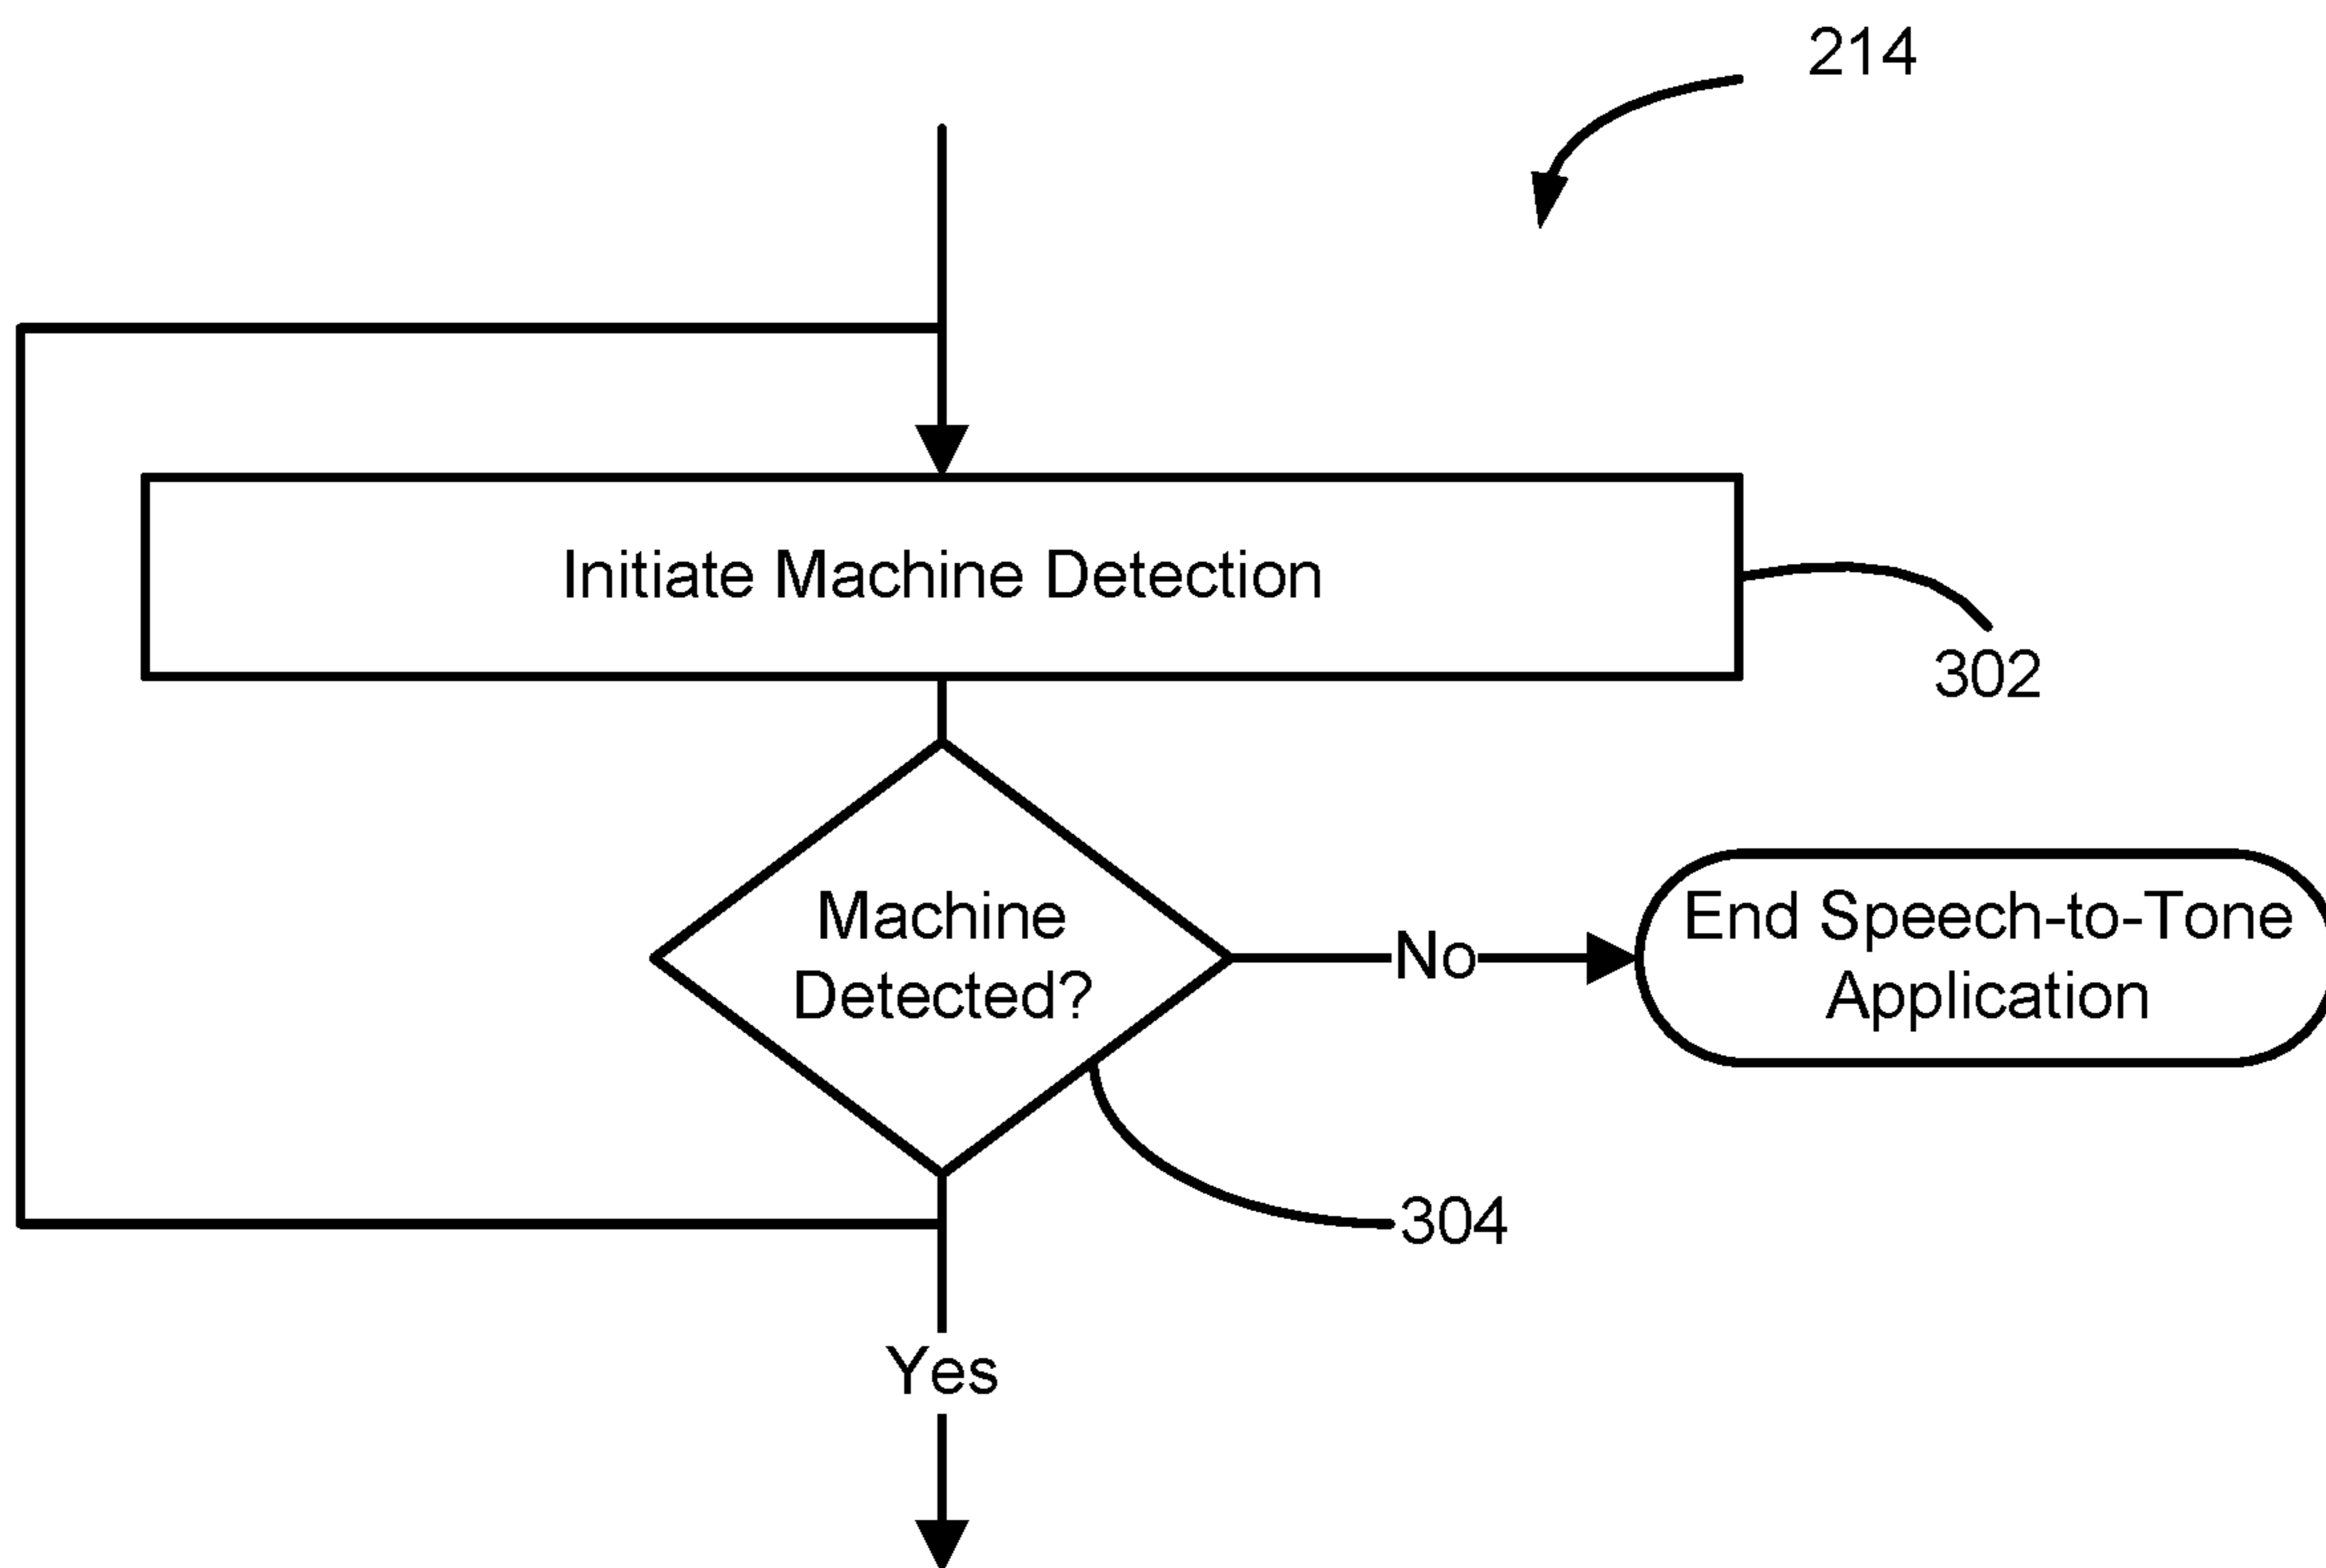 214
Initiate Machine Detection
302
Machine
Detected?
No
End Speech-to-Tone
Application
304
Yes